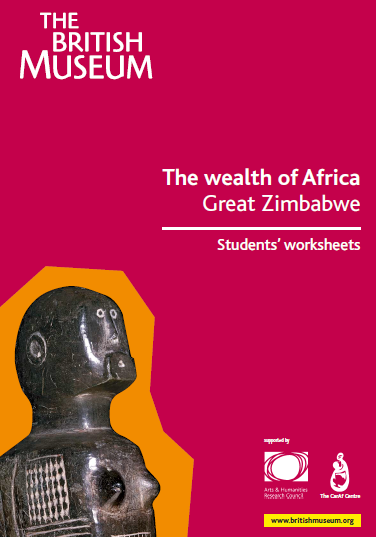 THE
BRITISH
MUSEUM
The wealth of Africa
Great Zimbabwe
Students' worksheets
supported by
Arts & Humanities
Research Council
The CarAf Centre
www.britishmuseum.org